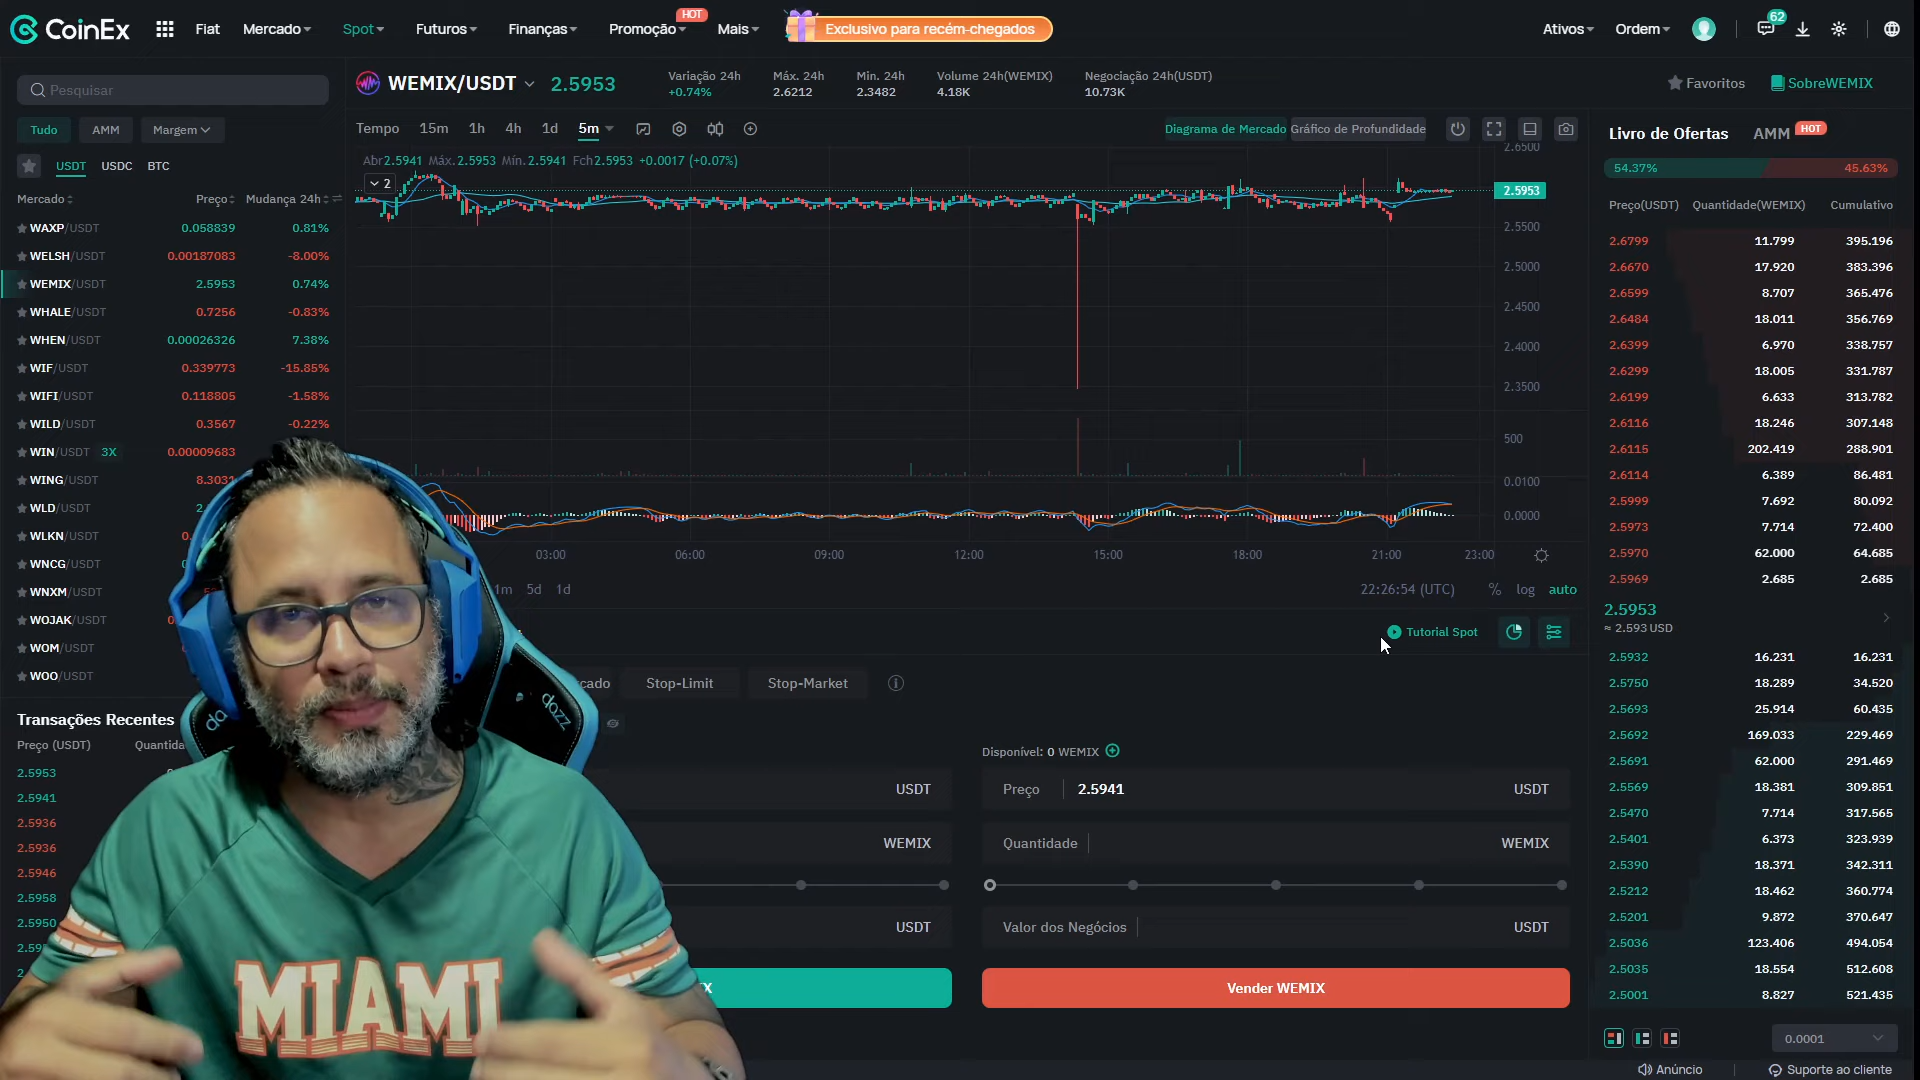 CoinEx Fiat Mercado Spot Futuros Finanças Promoção HOT Mais Exclusivo para recém-chegados Ativos Ordem 62
Pesquisar
Tudo AMM Margem
USDT USDC BTC
Mercado Preço Mudança 24h
WAXP/USDT 0.058839 0.81%
WELSH/USDT 0.00187083 -8.00%
WEMIX/USDT 2.5953 0.74%
WHALE/USDT 0.7256 -0.83%
WHEN/USDT 0.00026326 7.38%
WIF/USDT 0.339773 -15.85%
WIFI/USDT 0.118805 -1.58%
WILD/USDT 0.3567 -0.22%
WIN/USDT 3X 0.00009683
WING/USDT 8.3031
WLD/USDT
WLKN/USDT
WNCG/USDT
WNXM/USDT
WOJAK/USDT
WOM/USDT
WOO/USDT
Transações Recentes
Preço (USDT)
2.5953
2.5941
2.5936
2.5936
2.5946
2.5958
2.5950
WEMIX/USDT 2.5953
Variação 24h
+0.74%
Máx. 24h
2.6212
Mín. 24h
2.3482
Volume 24h(WEMIX)
4.18K
Negociação 24h(USDT)
10.73K
Favoritos SobreWEMIX
Tempo 15m 1h 4h 1d 5m
Diagrama de Mercado Gráfico de Profundidade
Abr2.5941 Máx.2.5953 Mín.2.5941 Fch2.5953 +0.0017 (+0.07%)
2
2.6500
2.5953
2.5500
2.5000
2.4500
2.4000
2.3500
500
0.0100
0.0000
03:00 06:00 09:00 12:00 15:00 18:00 21:00 23:00
1m 5d 1d
22:26:54 (UTC) % log auto
Tutorial Spot
Stop-Limit Stop-Market
Disponível: 0 WEMIX
USDT
Preço 2.5941 USDT
WEMIX
Quantidade WEMIX
USDT
Valor dos Negócios USDT
Vender WEMIX
dazz
MIAMI
Livro de Ofertas AMM HOT
54.37% 45.63%
Preço(USDT) Quantidade(WEMIX) Cumulativo
2.6799 11.799 395.196
2.6670 17.920 383.396
2.6599 8.707 365.476
2.6484 18.011 356.769
2.6399 6.970 338.757
2.6299 18.005 331.787
2.6199 6.633 313.782
2.6116 18.246 307.148
2.6115 202.419 288.901
2.6114 6.389 86.481
2.5999 7.692 80.092
2.5973 7.714 72.400
2.5970 62.000 64.685
2.5969 2.685 2.685
2.5953
≈ 2.593 USD
2.5932 16.231 16.231
2.5750 18.289 34.520
2.5693 25.914 60.435
2.5692 169.033 229.469
2.5691 62.000 291.469
2.5569 18.381 309.851
2.5470 7.714 317.565
2.5401 6.373 323.939
2.5390 18.371 342.311
2.5212 18.462 360.774
2.5201 9.872 370.647
2.5036 123.406 494.054
2.5035 18.554 512.608
2.5001 8.827 521.435
0.0001
Anúncio Suporte ao cliente